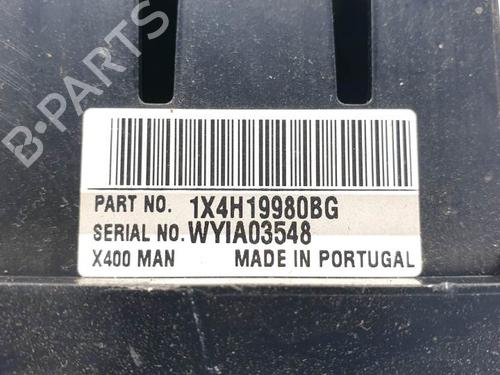 B-PARTS
PART NO. 1X4H19980BG
SERIAL NO. WYIA03548
X400 MAN MADE IN PORTUGAL